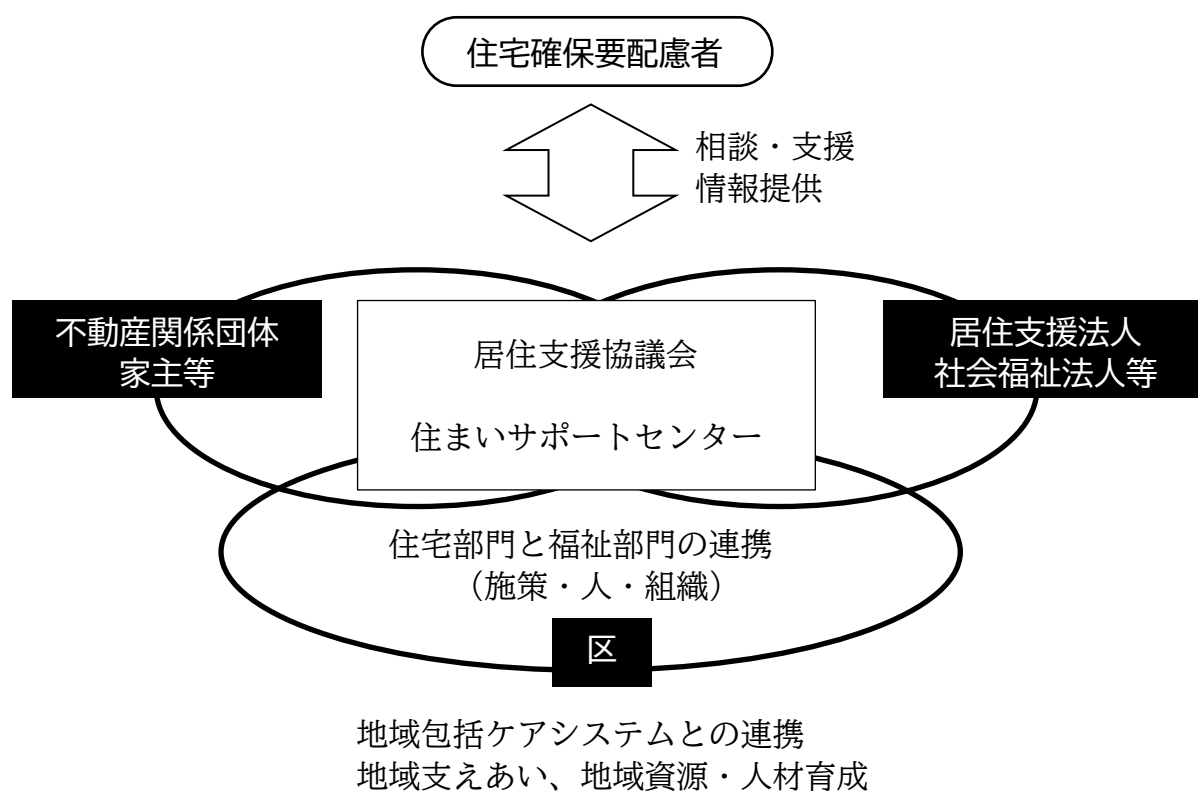 住宅確保要配慮者
相談・支援
情報提供
不動産関係団体
家主等
居住支援協議会
住まいサポートセンター
居住支援法人
社会福祉法人等
住宅部門と福祉部門の連携
（施策・人・組織）
区
地域包括ケアシステムとの連携
地域支えあい、地域資源・人材育成